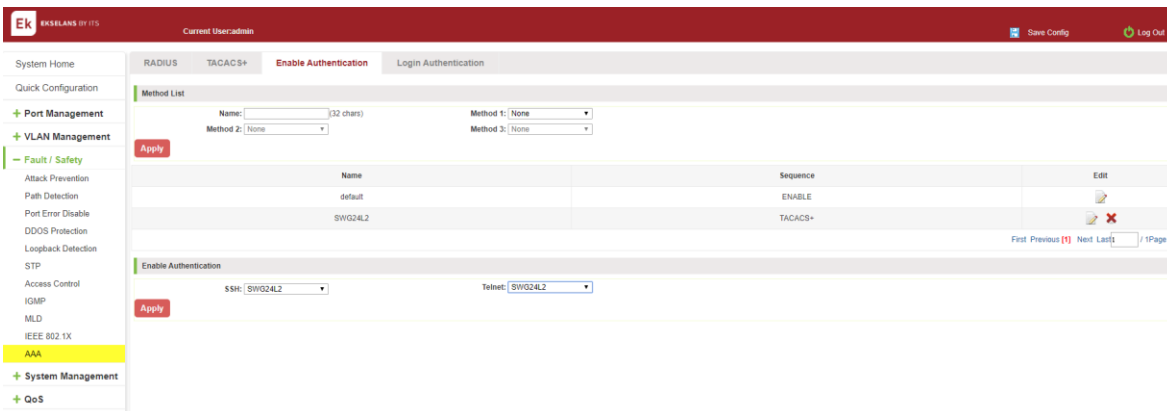 Ek EKSELANS BY ITS
Current User:admin
Save Config
Log Out
System Home
Quick Configuration
+ Port Management
+ VLAN Management
− Fault / Safety
Attack Prevention
Path Detection
Port Error Disable
DDOS Protection
Loopback Detection
STP
Access Control
IGMP
MLD
IEEE 802.1X
AAA
+ System Management
+ QoS
RADIUS TACACS+ Enable Authentication Login Authentication
Method List
Name: (32 chars) Method 1: None
Method 2: None Method 3: None
Apply
Name Sequence Edit
default ENABLE
SWG24L2 TACACS+
First Previous [1] Next Last 1 / 1Page
Enable Authentication
SSH: SWG24L2 Telnet: SWG24L2
Apply